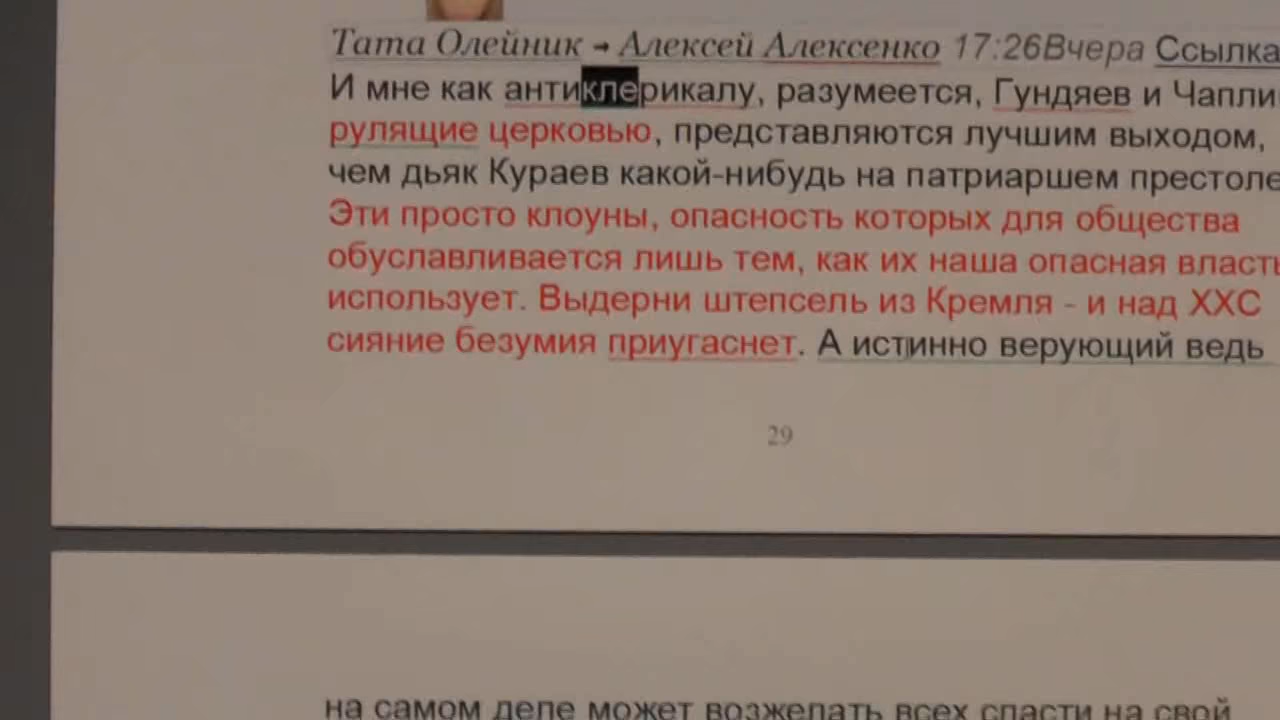 Тата Олейник → Алексей Алексенко 17:26Вчера Ссылка
И мне как антиклерикалу, разумеется, Гундяев и Чапли
рулящие церковью, представляются лучшим выходом,
чем дьяк Кураев какой-нибудь на патриаршем престоле
Эти просто клоуны, опасность которых для общества
обуславливается лишь тем, как их наша опасная власть
использует. Выдерни штепсель из Кремля - и над ХХС
сияние безумия приугаснет. А истинно верующий ведь
29
на самом деле может возжелать всех спасти на свой